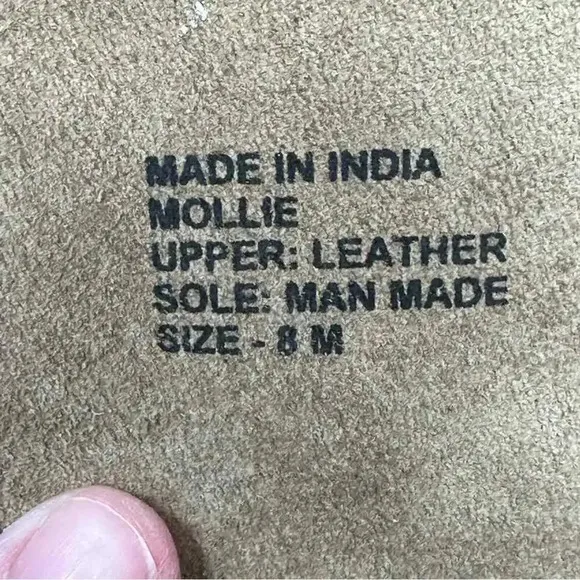 MADE IN INDIA
MOLLIE
UPPER: LEATHER
SOLE: MAN MADE
SIZE - 8 M